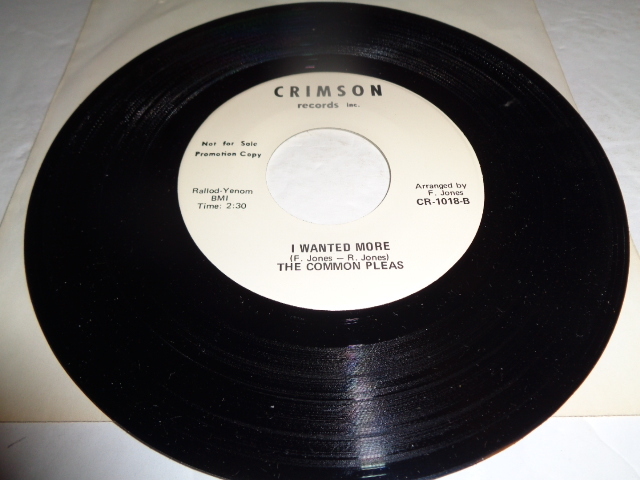 CRIMSON
records inc.
Not for Sale
Promotion Copy
Rallod-Yenom
BMI
Time: 2:30
Arranged by
F. Jones
CR-1018-B
I WANTED MORE
(F. Jones — R. Jones)
THE COMMON PLEAS